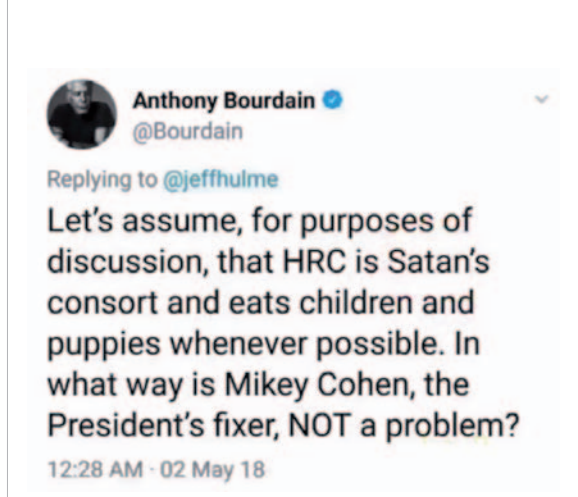 Anthony Bourdain
@Bourdain
Replying to @jeffhulme
Let's assume, for purposes of
discussion, that HRC is Satan's
consort and eats children and
puppies whenever possible. In
what way is Mikey Cohen, the
President's fixer, NOT a problem?
12:28 AM · 02 May 18